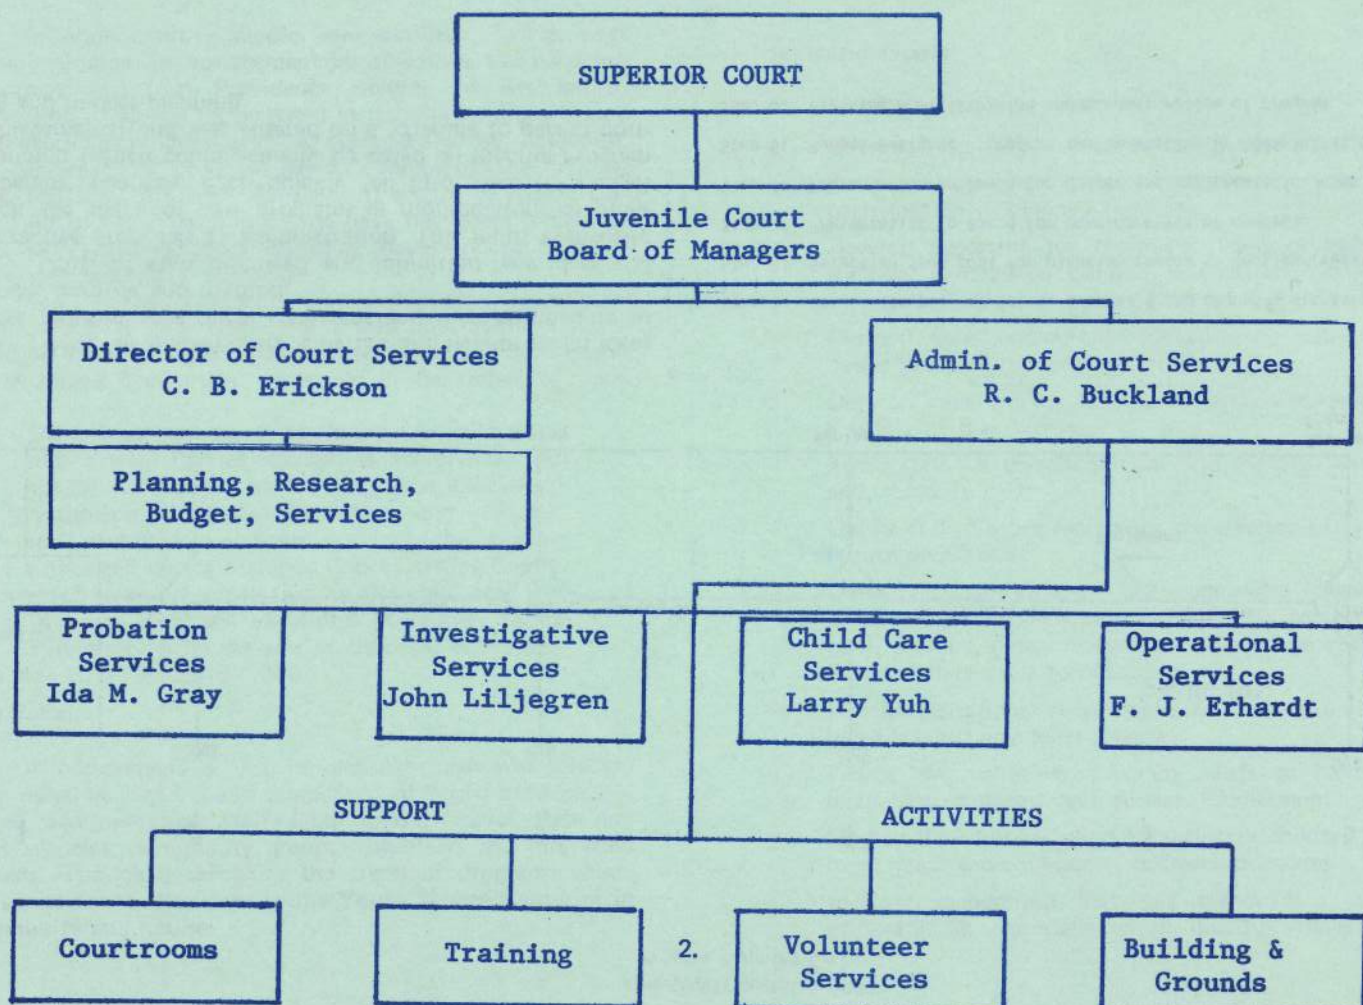 SUPERIOR COURT
Juvenile Court
Board of Managers
Director of Court Services
C. B. Erickson
Admin. of Court Services
R. C. Buckland
Planning, Research,
Budget, Services
Probation
Services
Ida M. Gray
Investigative
Services
John Liljegren
Child Care
Services
Larry Yuh
Operational
Services
F. J. Erhardt
SUPPORT
ACTIVITIES
Courtrooms
Training
2.
Volunteer
Services
Building &
Grounds